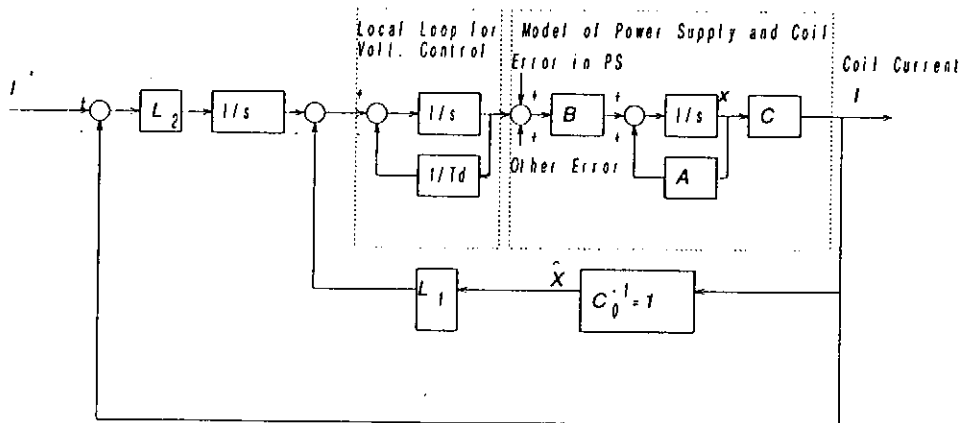 Local Loop for
Volt. Control
Model of Power Supply and Coil
Error in PS
Coil Current
I*
I
+
L2
1/s
+
1/s
1/Td
+
+
B
+
+
1/s
x
C
A
Other Error
L1
X̂
C0^-1=1